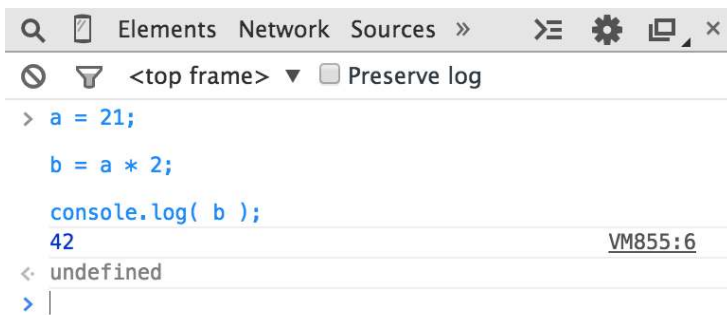 Elements Network Sources »
<top frame> ▼ Preserve log
> a = 21;
b = a * 2;
console.log( b );
42 VM855:6
undefined
>